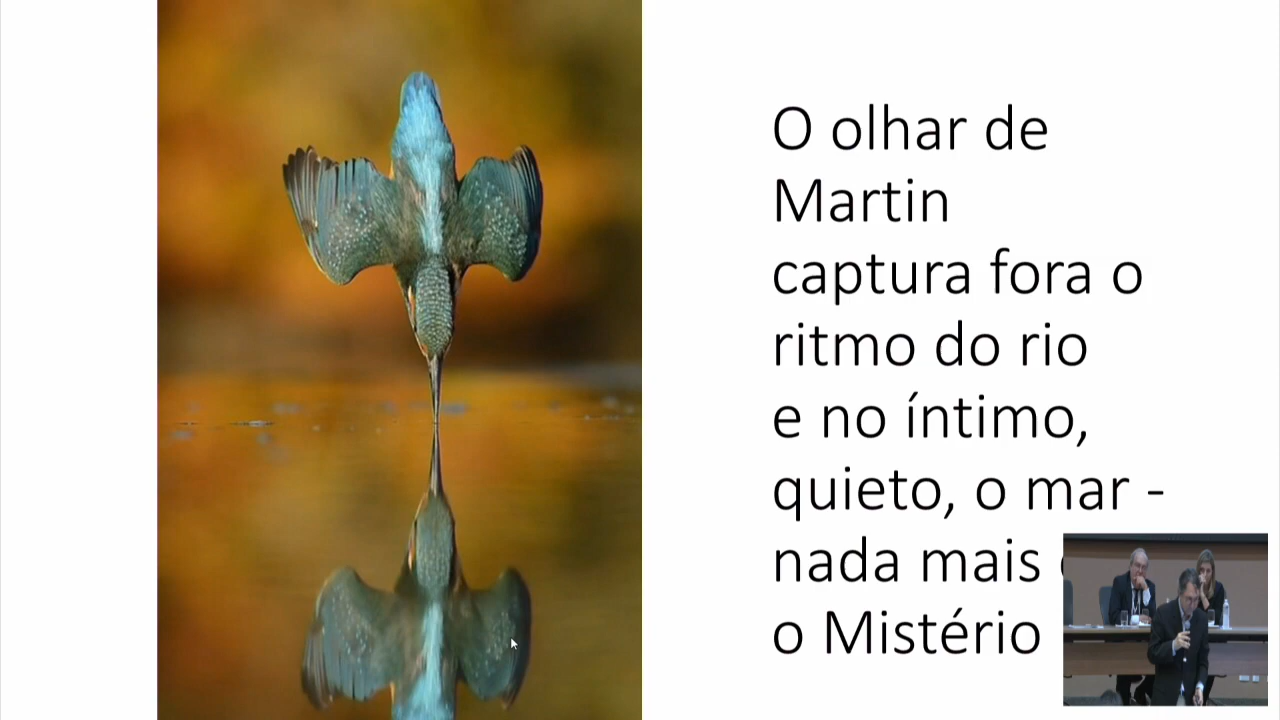 O olhar de
Martin
captura fora o
ritmo do rio
e no íntimo,
quieto, o mar -
nada mais
o Mistério